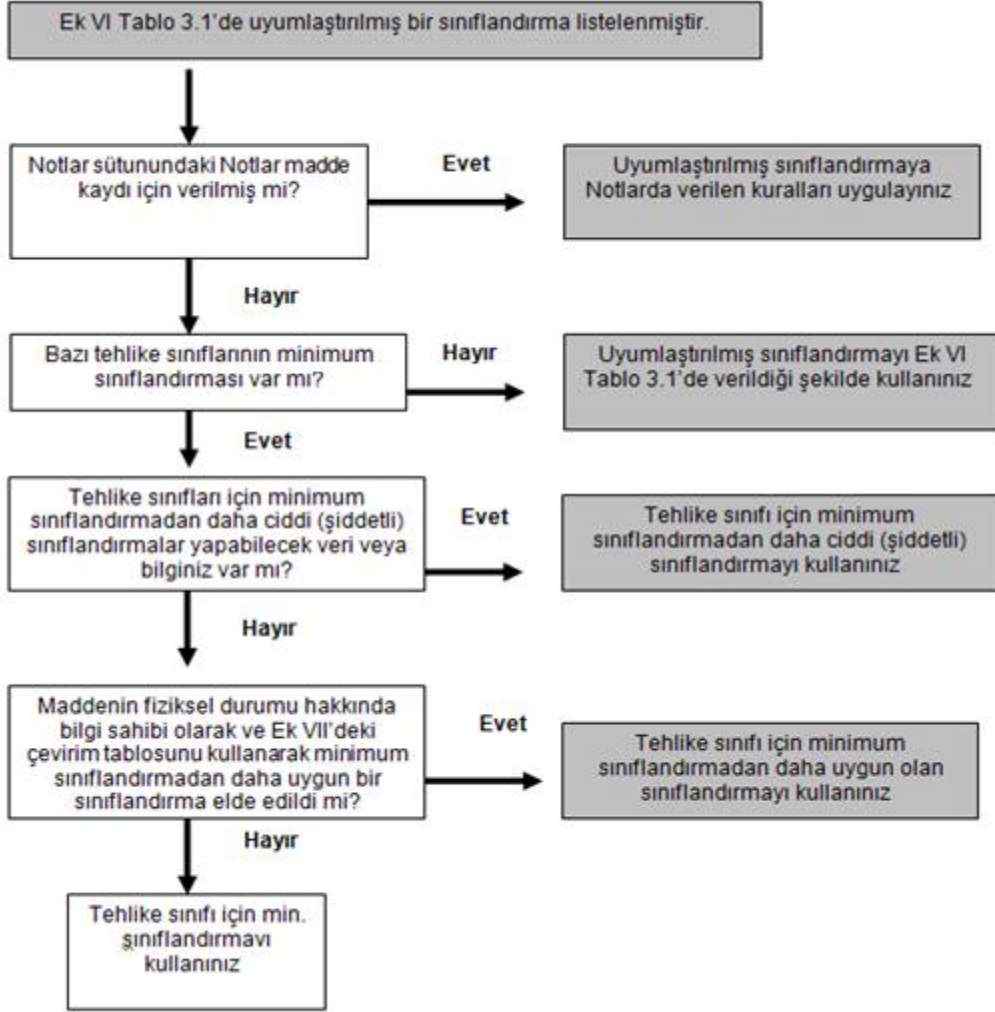 Ek VI Tablo 3.1'de uyumlaştırılmış bir sınıflandırma listelenmiştir.
Notlar sütunundaki Notlar madde
kaydı için verilmiş mi?
Evet
Uyumlaştırılmış sınıflandırmaya
Notlarda verilen kuralları uygulayınız
Hayır
Bazı tehlike sınıflarının minimum
sınıflandırması var mı?
Hayır
Uyumlaştırılmış sınıflandırmayı Ek VI
Tablo 3.1'de verildiği şekilde kullanınız
Evet
Tehlike sınıfları için minimum
sınıflandırmadan daha ciddi (şiddetli)
sınıflandırmalar yapabilecek veri veya
bilginiz var mı?
Evet
Tehlike sınıfı için minimum
sınıflandırmadan daha ciddi (şiddetli)
sınıflandırmayı kullanınız
Hayır
Maddenin fiziksel durumu hakkında
bilgi sahibi olarak ve Ek VII'deki
çevirim tablosunu kullanarak minimum
sınıflandırmadan daha uygun bir
sınıflandırma elde edildi mi?
Evet
Tehlike sınıfı için minimum
sınıflandırmadan daha uygun olan
sınıflandırmayı kullanınız
Hayır
Tehlike sınıfı için min.
sınıflandırmayı
kullanınız